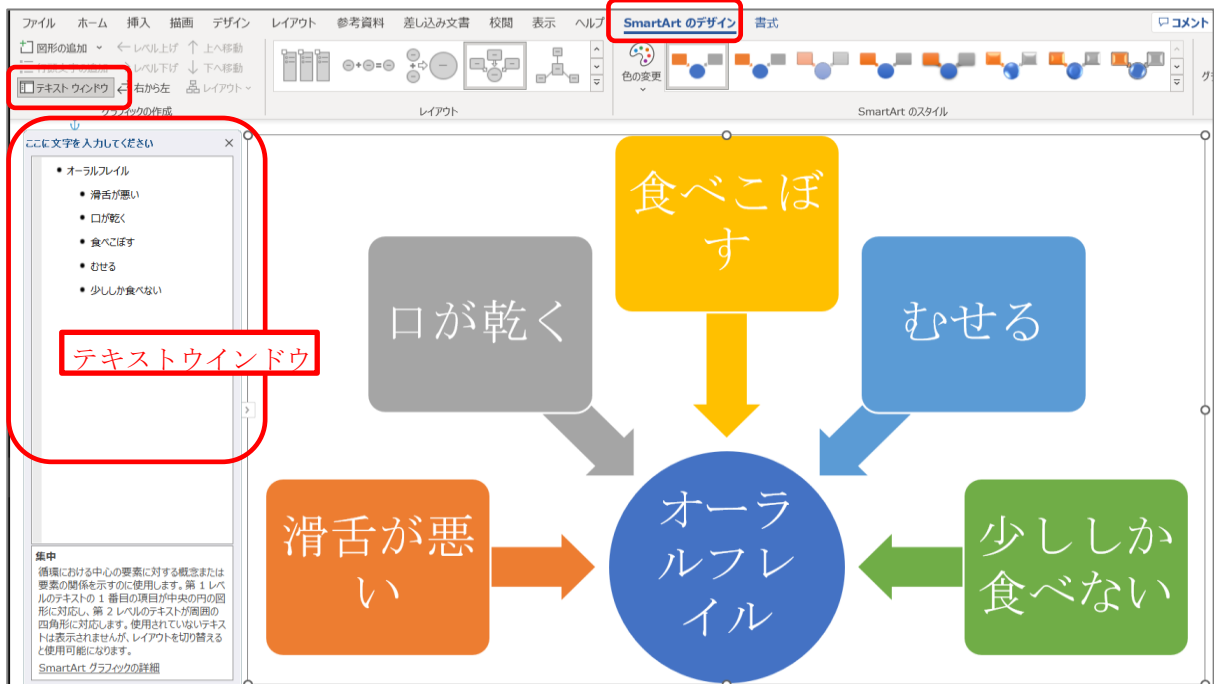 ファイル ホーム 挿入 描画 デザイン レイアウト 参考資料 差し込み文書 校閲 表示 ヘルプ SmartArt のデザイン 書式 コメント
図形の追加 ← レベル上げ ↑ 上へ移動
レベル下げ ↓ 下へ移動
テキスト ウィンドウ 右から左 レイアウト
グラフィックの作成
レイアウト
色の変更
SmartArt のスタイル
ここに文字を入力してください ×
• オーラルフレイル
• 滑舌が悪い
• 口が乾く
• 食べこぼす
• むせる
• 少ししか食べない
テキストウインドウ
集中
循環における中心の要素に対する概念または
要素の関係を示すのに使用します。第 1 レベ
ルのテキストの 1 番目の項目が中央の円の図
形に対応し、第 2 レベルのテキストが周囲の
四角形に対応します。使用されていないテキス
トは表示されませんが、レイアウトを切り替える
と使用可能になります。
SmartArt グラフィックの詳細
食べこぼ
す
口が乾く
むせる
滑舌が悪
い
オーラ
ルフレ
イル
少ししか
食べない